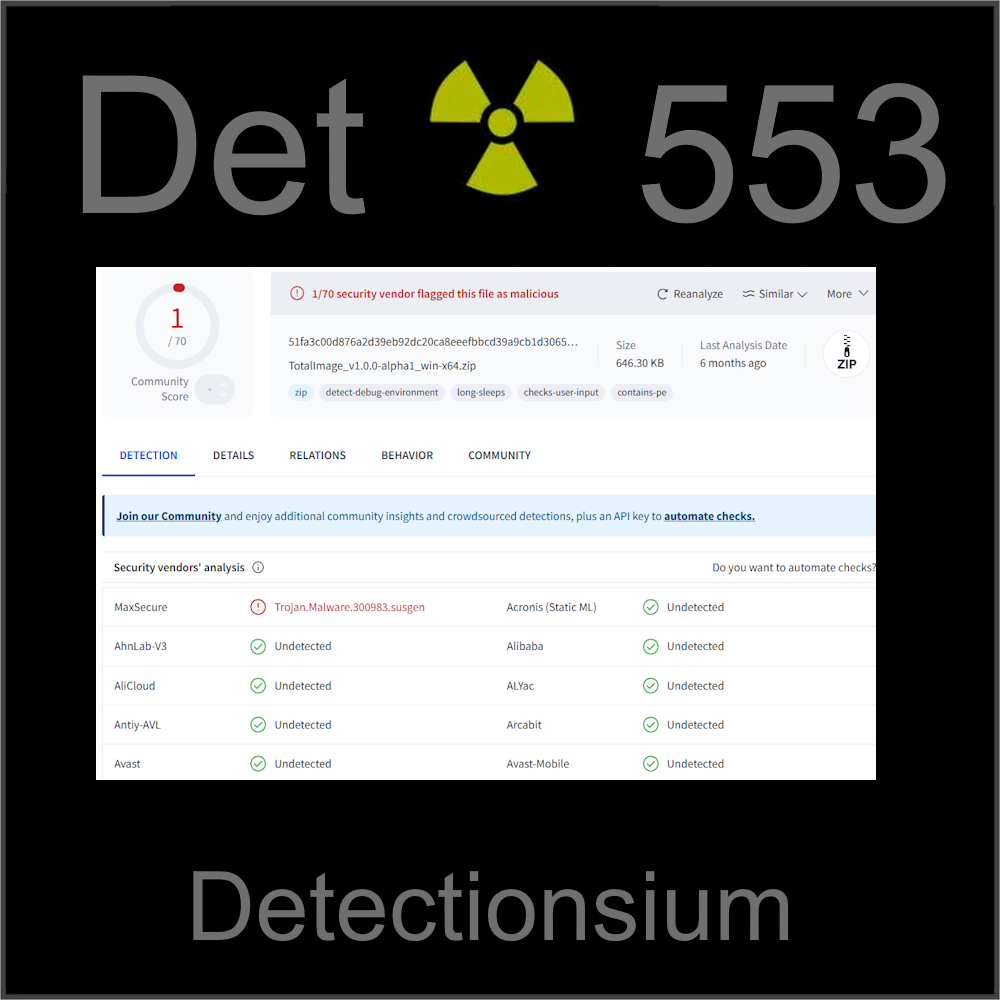 Det 553
1/70 security vendor flagged this file as malicious Reanalyze Similar More
1
/ 70
51fa3c00d876a2d39eb92dc20ca8eeefbbcd39a9cb1d3065...
TotalImage_v1.0.0-alpha1_win-x64.zip
Size
646.30 KB
Last Analysis Date
6 months ago
ZIP
Community
Score
-
zip detect-debug-environment long-sleeps checks-user-input contains-pe
DETECTION DETAILS RELATIONS BEHAVIOR COMMUNITY
Join our Community and enjoy additional community insights and crowdsourced detections, plus an API key to automate checks.
Security vendors' analysis Do you want to automate checks?
MaxSecure Trojan.Malware.300983.susgen Acronis (Static ML) Undetected
AhnLab-V3 Undetected Alibaba Undetected
AliCloud Undetected ALYac Undetected
Antiy-AVL Undetected Arcabit Undetected
Avast Undetected Avast-Mobile Undetected
Detectionsium